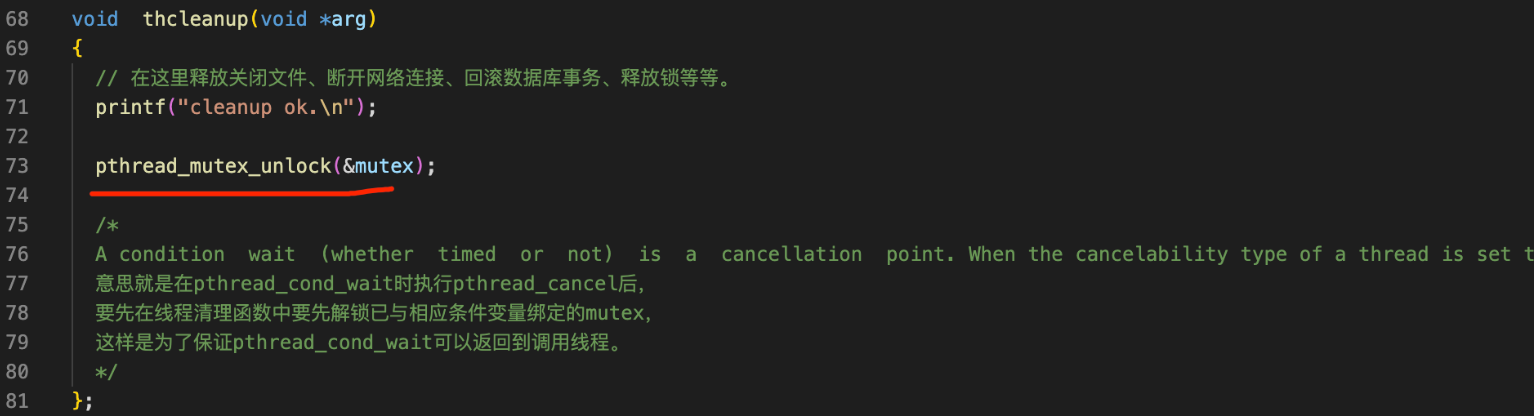 68 void  thcleanup(void *arg)
69 {
70 // 在这里释放关闭文件、断开网络连接、回滚数据库事务、释放锁等等。
71 printf("cleanup ok.\n");
72
73 pthread_mutex_unlock(&mutex);
74
75 /*
76 A condition  wait  (whether  timed  or  not)  is  a  cancellation  point. When the cancelability type of a thread is set t
77 意思就是在pthread_cond_wait时执行pthread_cancel后，
78 要先在线程清理函数中要先解锁已与相应条件变量绑定的mutex，
79 这样是为了保证pthread_cond_wait可以返回到调用线程。
80 */
81 };